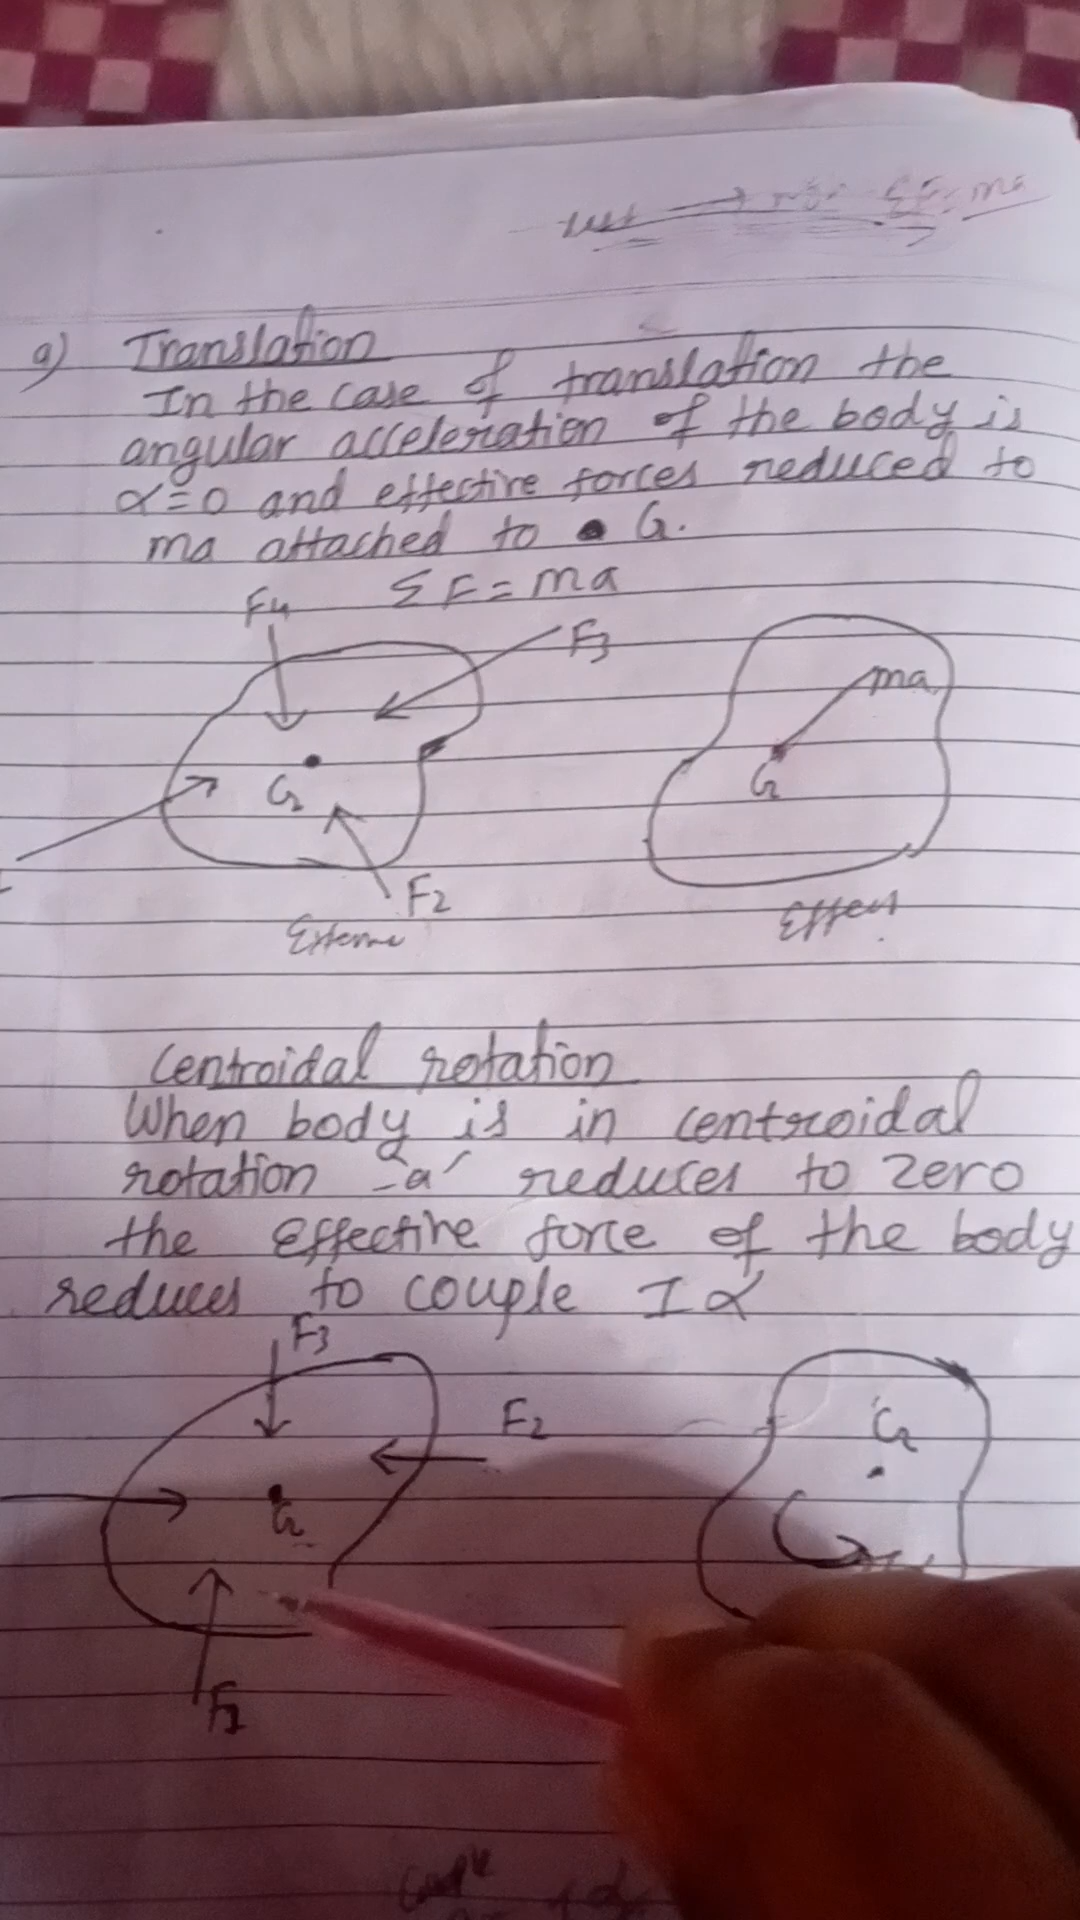 ΣF=ma
a) Translation
In the case of translation the
angular acceleration of the body is
α=0 and effective forces reduced to
ma attached to G.
ΣF=ma
F4
F3
ma
G
G
F2
Effect
Centroidal rotation
When body is in centroidal
rotation -a' reduces to zero
the effective force of the body
reduces to couple Iα
F3
F2
G
G
F1